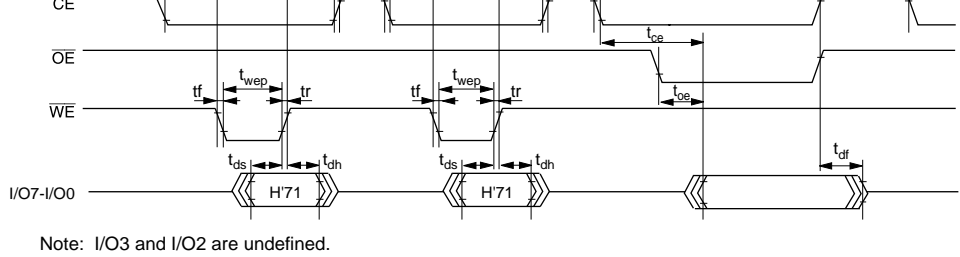 CE
t_ce
OE
tf t_wep tr tf t_wep tr t_oe
WE
t_ds t_dh t_ds t_dh t_df
I/O7-I/O0 H'71 H'71
Note: I/O3 and I/O2 are undefined.